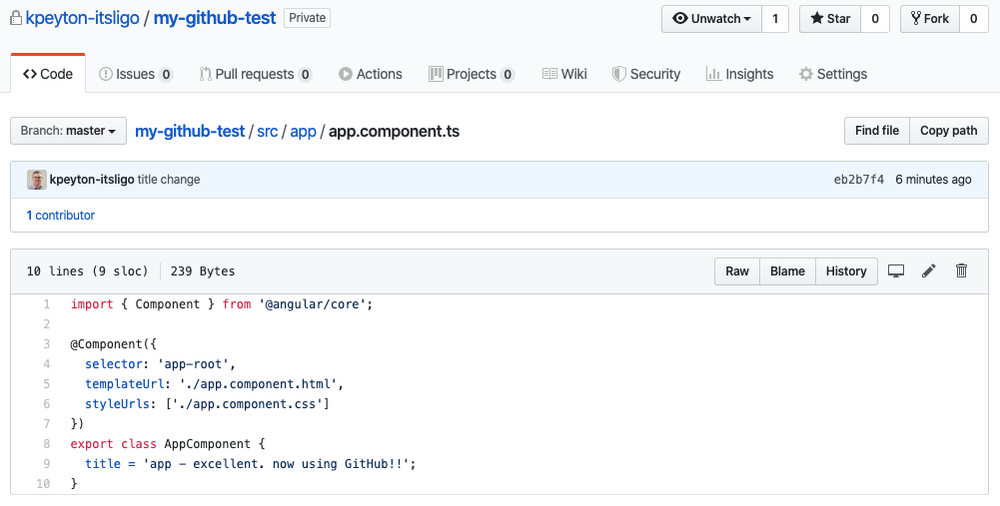 kpeyton-itsligo / my-github-test Private Unwatch 1 Star 0 Fork 0
Code Issues 0 Pull requests 0 Actions Projects 0 Wiki Security Insights Settings
Branch: master my-github-test / src / app / app.component.ts Find file Copy path
kpeyton-itsligo title change eb2b7f4 6 minutes ago
1 contributor
10 lines (9 sloc) 239 Bytes Raw Blame History
1 import { Component } from '@angular/core';
2
3 @Component({
4   selector: 'app-root',
5   templateUrl: './app.component.html',
6   styleUrls: ['./app.component.css']
7 })
8 export class AppComponent {
9   title = 'app - excellent. now using GitHub!!';
10 }